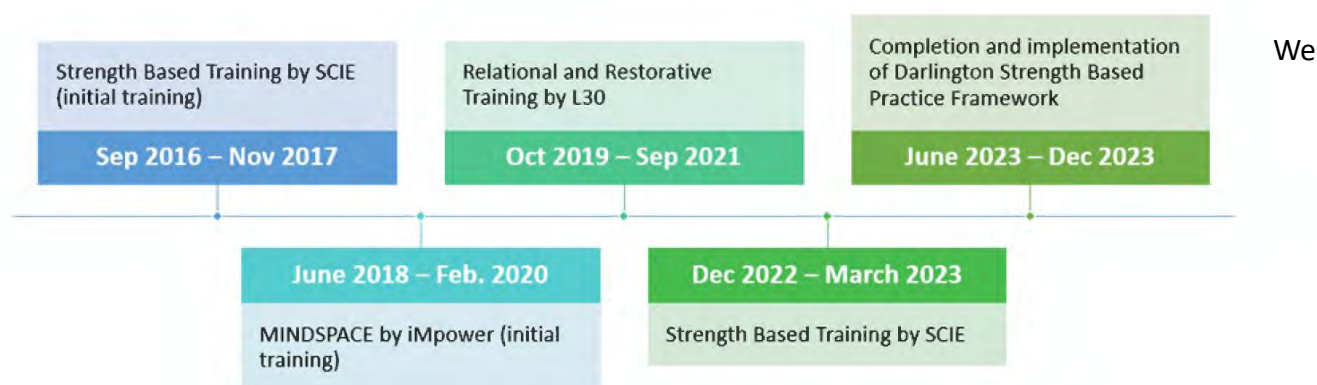 Strength Based Training by SCIE
(initial training)
Sep 2016 – Nov 2017
June 2018 – Feb. 2020
MINDSPACE by iMpower (initial
training)
Relational and Restorative
Training by L30
Oct 2019 – Sep 2021
Dec 2022 – March 2023
Strength Based Training by SCIE
Completion and implementation
of Darlington Strength Based
Practice Framework
June 2023 – Dec 2023
We